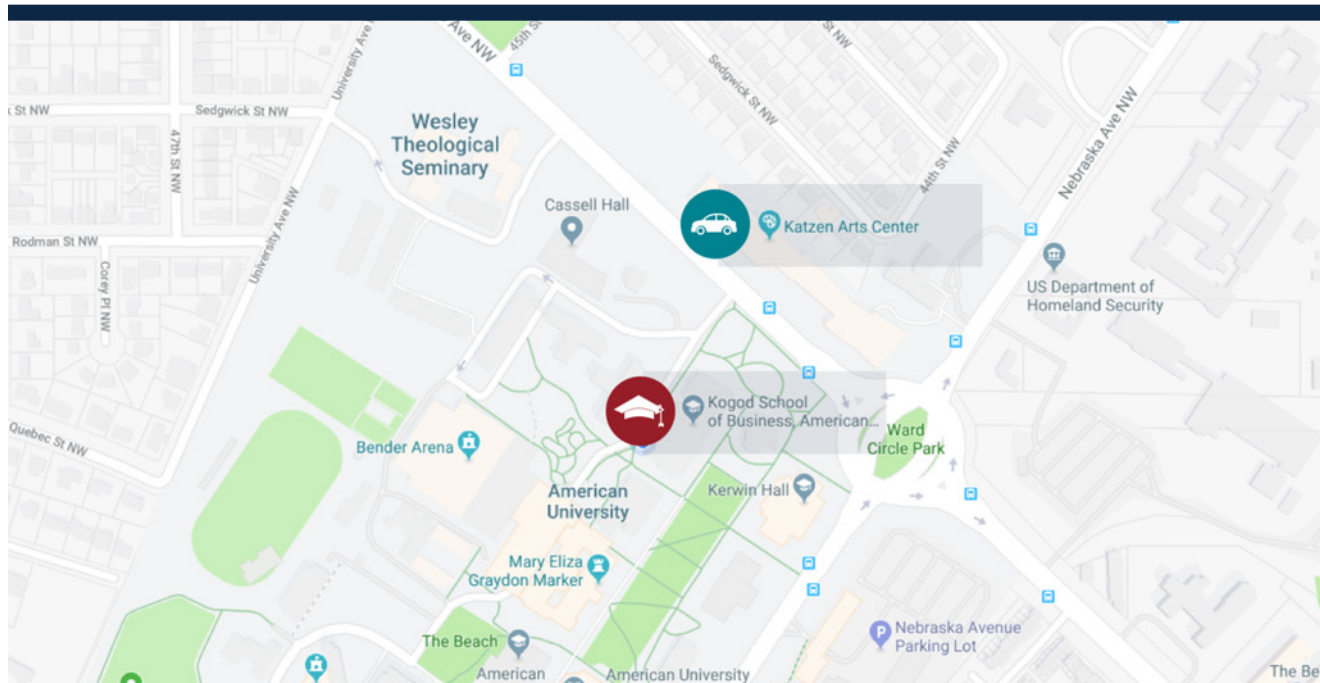 Ave NW
45th St
University Ave
St NW
Sedgwick St NW
47th St NW
Wesley
Theological
Seminary
St NW
Sedgwick St NW
44th St NW
Nebraska Ave NW
Cassell Hall
Katzen Arts Center
Rodman St NW
University Ave NW
Corey Pl NW
US Department of
Homeland Security
Kogod School
of Business, American...
Ward
Circle Park
Quebec St NW
Bender Arena
American
University
Kerwin Hall
Mary Eliza
Graydon Marker
P
Nebraska Avenue
Parking Lot
The Beach
American
American University
The Be